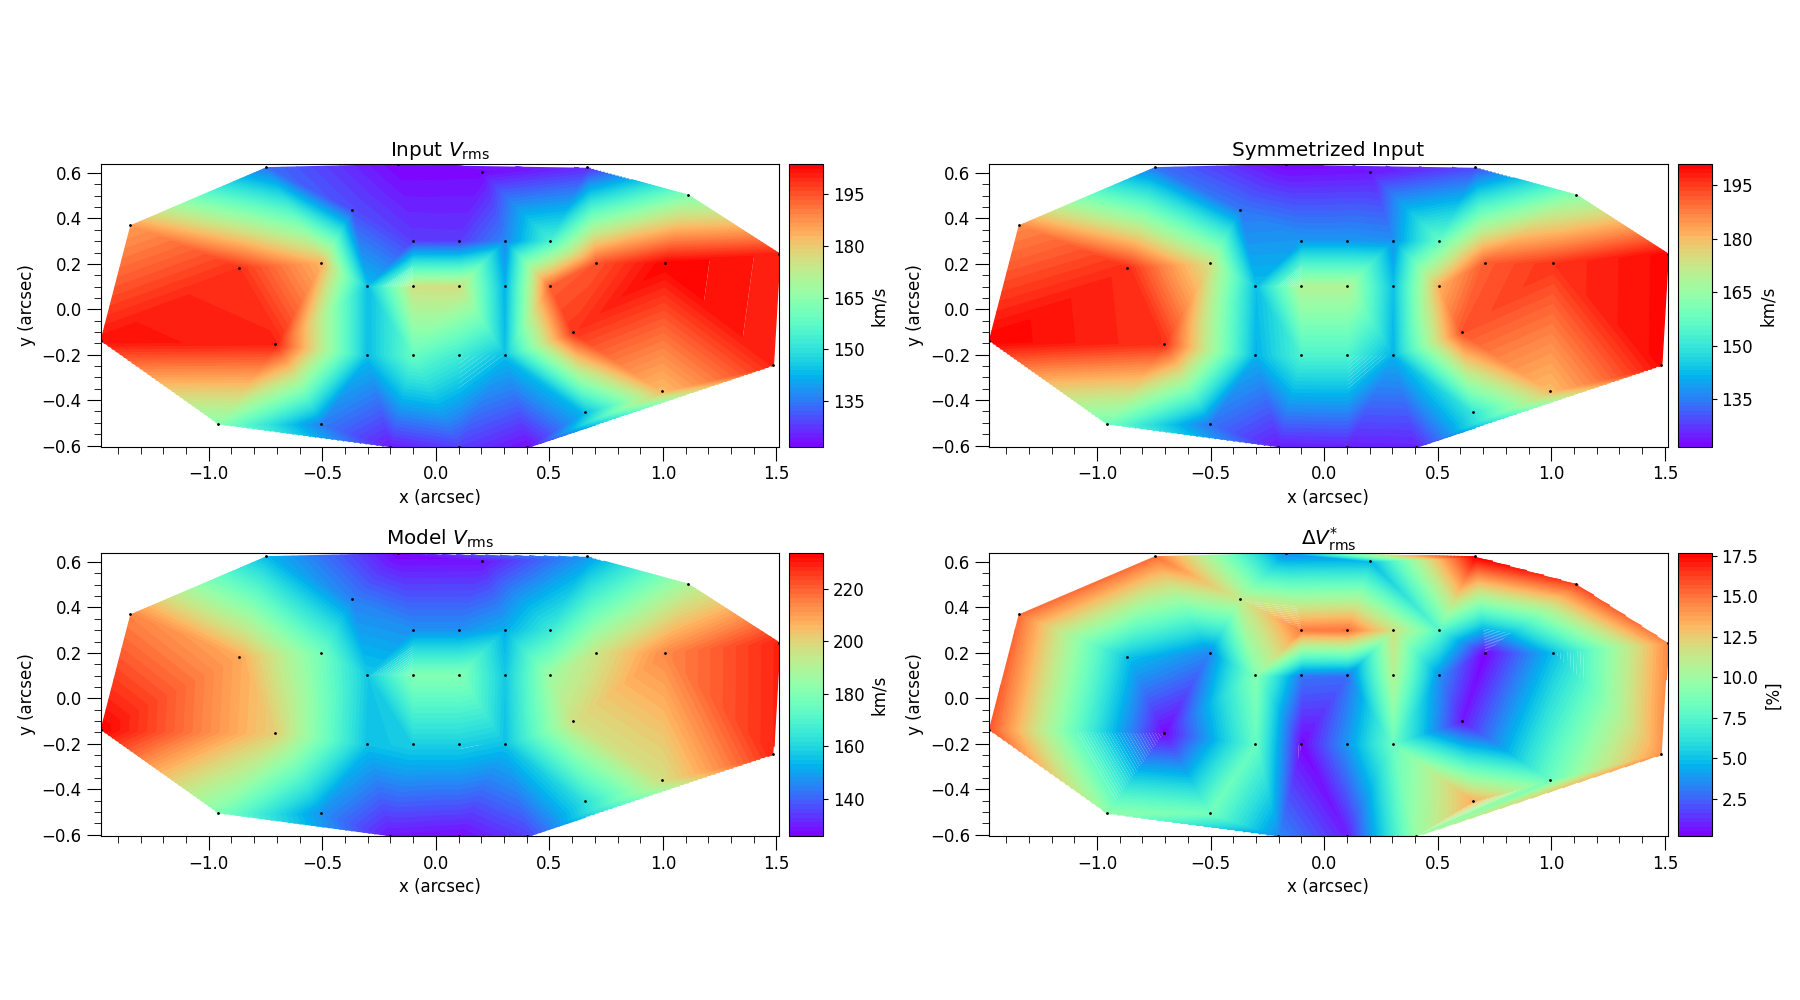 Input V_rms
0.6
0.4
0.2
0.0
−0.2
−0.4
−0.6
y (arcsec)
−1.0 −0.5 0.0 0.5 1.0 1.5
x (arcsec)
195
180
165
150
135
km/s
Symmetrized Input
0.6
0.4
0.2
0.0
−0.2
−0.4
−0.6
y (arcsec)
−1.0 −0.5 0.0 0.5 1.0 1.5
x (arcsec)
195
180
165
150
135
km/s
Model V_rms
0.6
0.4
0.2
0.0
−0.2
−0.4
−0.6
y (arcsec)
−1.0 −0.5 0.0 0.5 1.0 1.5
x (arcsec)
220
200
180
160
140
km/s
ΔV*_rms
0.6
0.4
0.2
0.0
−0.2
−0.4
−0.6
y (arcsec)
−1.0 −0.5 0.0 0.5 1.0 1.5
x (arcsec)
17.5
15.0
12.5
10.0
7.5
5.0
2.5
[%]